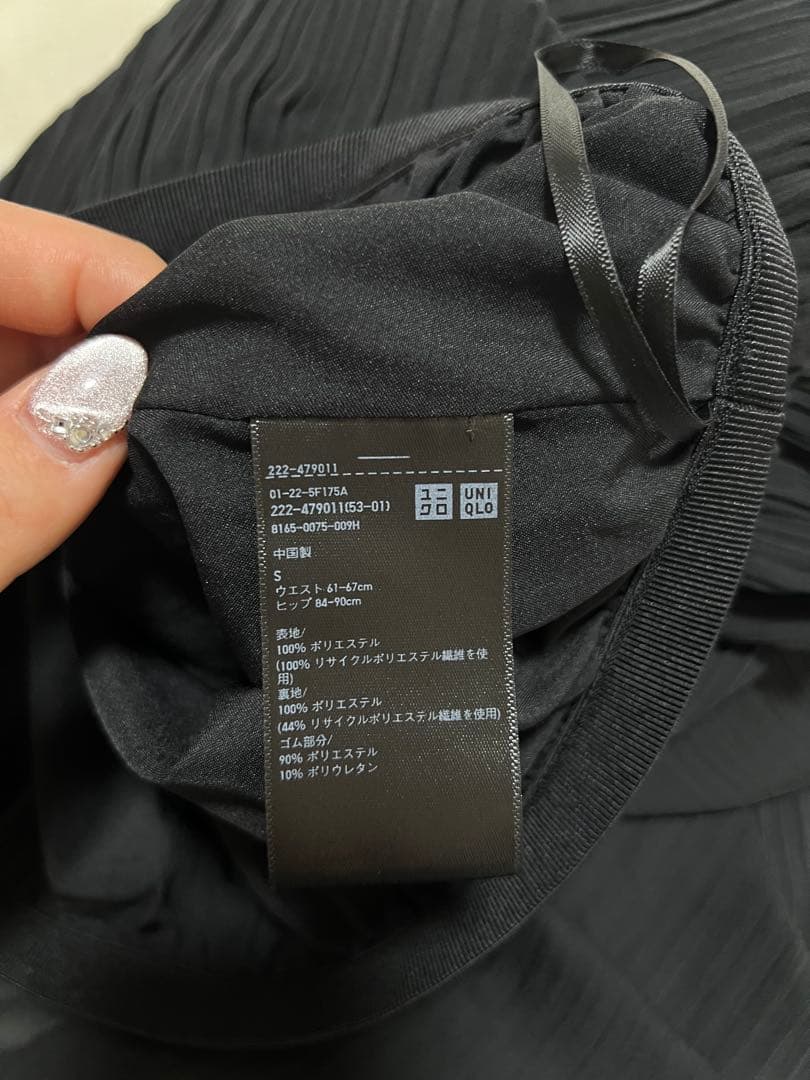 222-479011
01-22-5F175A
222-479011(53-01)
8165-0075-009H
ユニクロ
UNIQLO
中国製
S
ウエスト 61-67cm
ヒップ 84-90cm
表地/
100% ポリエステル
(100% リサイクルポリエステル繊維を使
用)
裏地/
100% ポリエステル
(44% リサイクルポリエステル繊維を使用)
ゴム部分/
90% ポリエステル
10% ポリウレタン